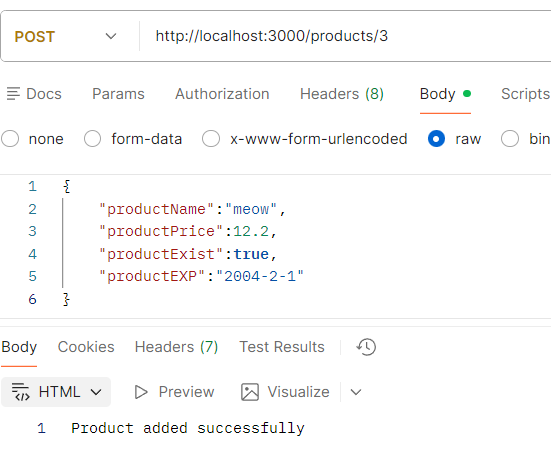 POST http://localhost:3000/products/3
Docs Params Authorization Headers (8) Body Scripts
none form-data x-www-form-urlencoded raw bin
1 {
2 "productName":"meow",
3 "productPrice":12.2,
4 "productExist":true,
5 "productEXP":"2004-2-1"
6 }
Body Cookies Headers (7) Test Results
HTML Preview Visualize
1 Product added successfully